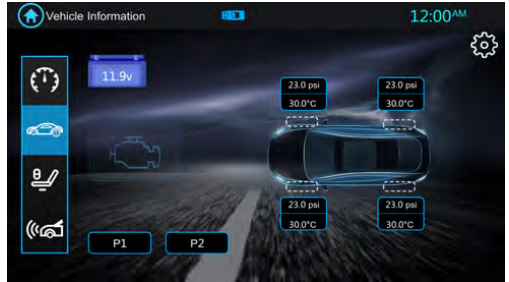 Vehicle Information
12:00AM
11.9v
23.0 psi
30.0°C
23.0 psi
30.0°C
23.0 psi
30.0°C
23.0 psi
30.0°C
P1
P2